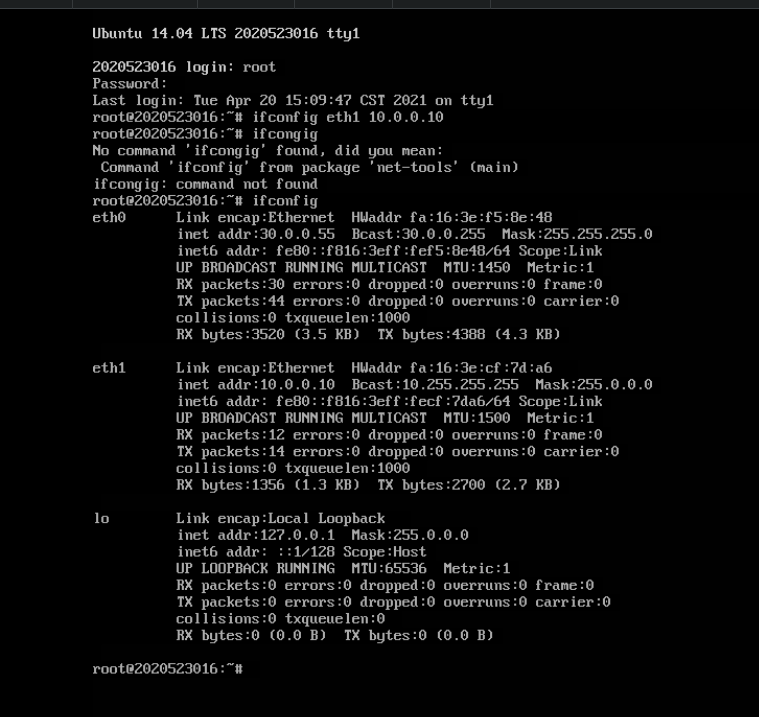 Ubuntu 14.04 LTS 2020523016 tty1
2020523016 login: root
Password:
Last login: Tue Apr 20 15:09:47 CST 2021 on tty1
root@2020523016:~# ifconfig eth1 10.0.0.10
root@2020523016:~# ifcongig
No command 'ifcongig' found, did you mean:
 Command 'ifconfig' from package 'net-tools' (main)
ifcongig: command not found
root@2020523016:~# ifconfig
eth0      Link encap:Ethernet  HWaddr fa:16:3e:f5:8e:48
          inet addr:30.0.0.55  Bcast:30.0.0.255  Mask:255.255.255.0
          inet6 addr: fe80::f816:3eff:fef5:8e48/64 Scope:Link
          UP BROADCAST RUNNING MULTICAST  MTU:1450  Metric:1
          RX packets:30 errors:0 dropped:0 overruns:0 frame:0
          TX packets:44 errors:0 dropped:0 overruns:0 carrier:0
          collisions:0 txqueuelen:1000
          RX bytes:3520 (3.5 KB)  TX bytes:4388 (4.3 KB)
eth1      Link encap:Ethernet  HWaddr fa:16:3e:cf:7d:a6
          inet addr:10.0.0.10  Bcast:10.255.255.255  Mask:255.0.0.0
          inet6 addr: fe80::f816:3eff:fecf:7da6/64 Scope:Link
          UP BROADCAST RUNNING MULTICAST  MTU:1500  Metric:1
          RX packets:12 errors:0 dropped:0 overruns:0 frame:0
          TX packets:14 errors:0 dropped:0 overruns:0 carrier:0
          collisions:0 txqueuelen:1000
          RX bytes:1356 (1.3 KB)  TX bytes:2700 (2.7 KB)
lo        Link encap:Local Loopback
          inet addr:127.0.0.1  Mask:255.0.0.0
          inet6 addr: ::1/128 Scope:Host
          UP LOOPBACK RUNNING  MTU:65536  Metric:1
          RX packets:0 errors:0 dropped:0 overruns:0 frame:0
          TX packets:0 errors:0 dropped:0 overruns:0 carrier:0
          collisions:0 txqueuelen:0
          RX bytes:0 (0.0 B)  TX bytes:0 (0.0 B)
root@2020523016:~#